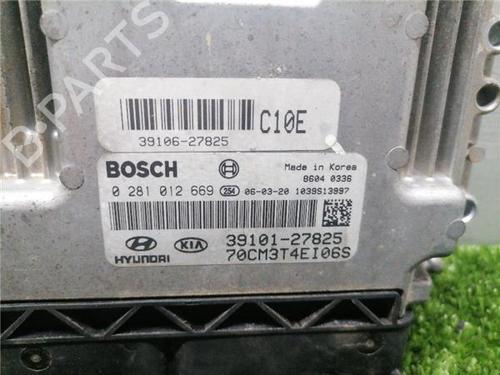 B-PARTS
C10E
39106-27825
BOSCH
Made in Korea
8604 0336
0 281 012 669 254 06-03-20 1039S13997
HYUNDAI KIA 39101-27825
70CM3T4EI06S